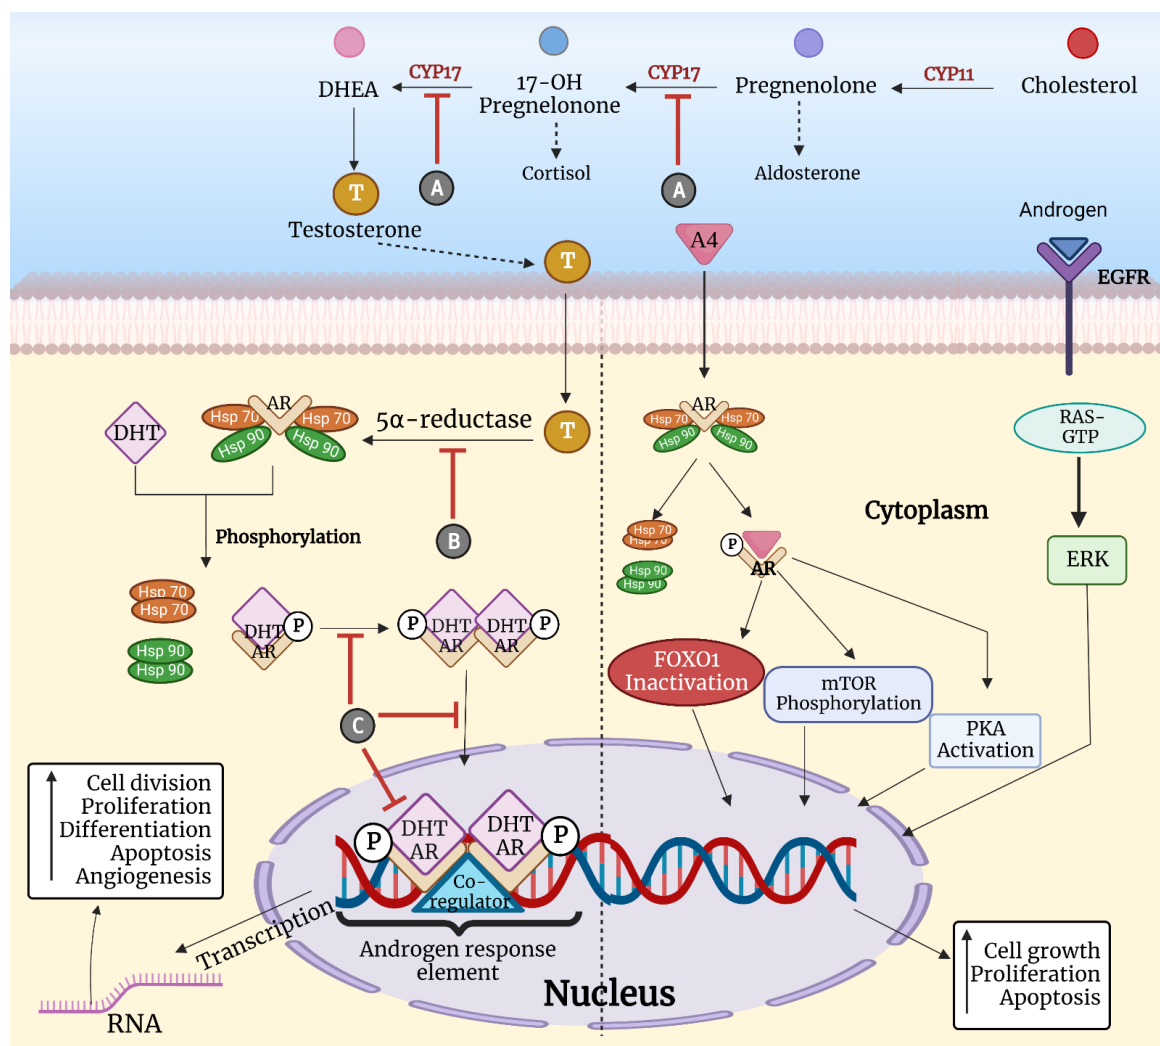 CYP17
CYP17
CYP11
DHEA
17-OH
Pregnelonone
Pregnenolone
Cholesterol
Cortisol
Aldosterone
A
A
T
Testosterone
T
A4
Androgen
EGFR
DHT
AR
Hsp 70
Hsp 70
Hsp 90
Hsp 90
5α-reductase
T
AR
Hsp 70
Hsp 70
Hsp 90
Hsp 90
RAS-
GTP
Phosphorylation
B
Cytoplasm
Hsp 70
Hsp 70
Hsp 90
Hsp 90
P
AR
ERK
Hsp 70
Hsp 70
Hsp 90
Hsp 90
DHT
AR
P
P
DHT
AR
DHT
AR
P
C
FOXO1
Inactivation
mTOR
Phosphorylation
PKA
Activation
Cell division
Proliferation
Differentiation
Apoptosis
Angiogenesis
P
DHT
AR
DHT
AR
P
Co-
regulator
Transcription
Androgen response
element
Nucleus
RNA
Cell growth
Proliferation
Apoptosis